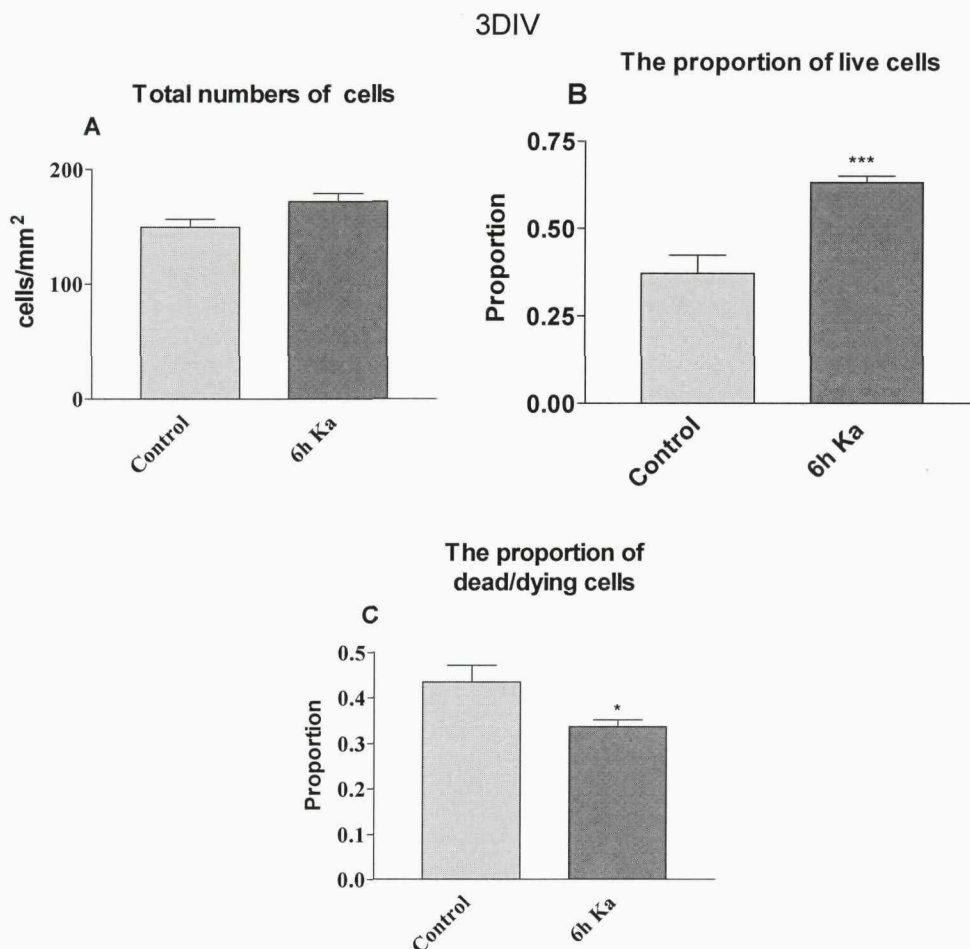 3DIV
Total numbers of cells
A
cells/mm²
200
100
0
Control
6h Ka
The proportion of live cells
B
Proportion
0.75
0.50
0.25
0.00
***
Control
6h Ka
The proportion of
dead/dying cells
C
Proportion
0.5
0.4
0.3
0.2
0.1
0.0
*
Control
6h Ka